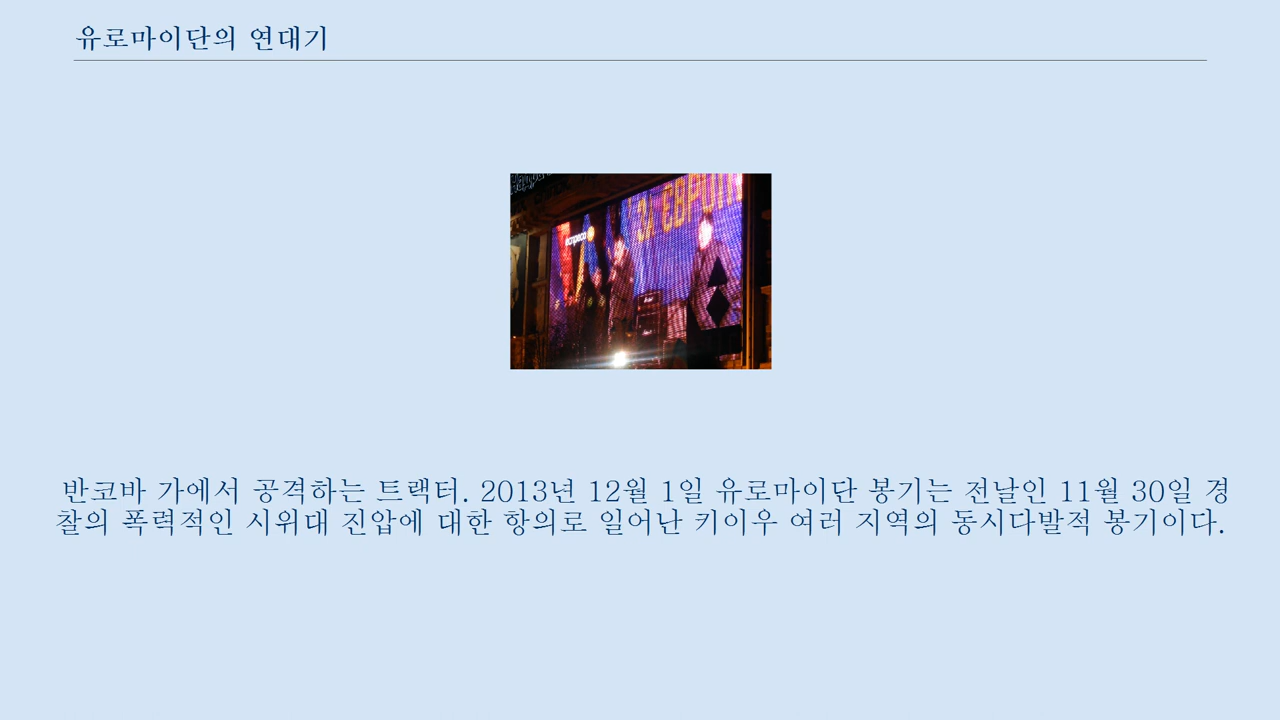 유로마이단의 연대기
반코바 가에서 공격하는 트랙터. 2013년 12월 1일 유로마이단 봉기는 전날인 11월 30일 경
찰의 폭력적인 시위대 진압에 대한 항의로 일어난 키이우 여러 지역의 동시다발적 봉기이다.